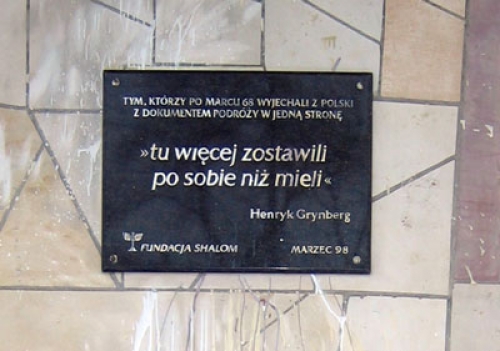 TYM, KTÓRZY PO MARCU 68 WYJECHALI Z POLSKI
Z DOKUMENTEM PODRÓŻY W JEDNĄ STRONĘ
»tu więcej zostawili
po sobie niż mieli«
Henryk Grynberg
FUNDACJA SHALOM MARZEC 98